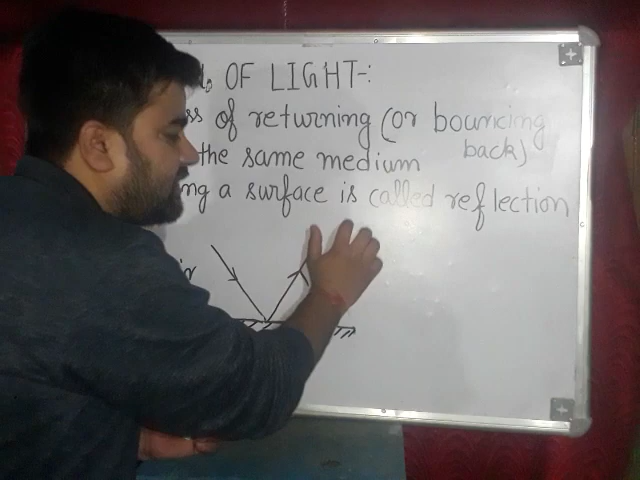 OF LIGHT-:
of returning (or bouncing back)
the same medium
a surface is called reflection